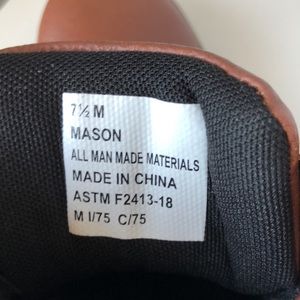 7½ M
MASON
ALL MAN MADE MATERIALS
MADE IN CHINA
ASTM F2413-18
M I/75 C/75